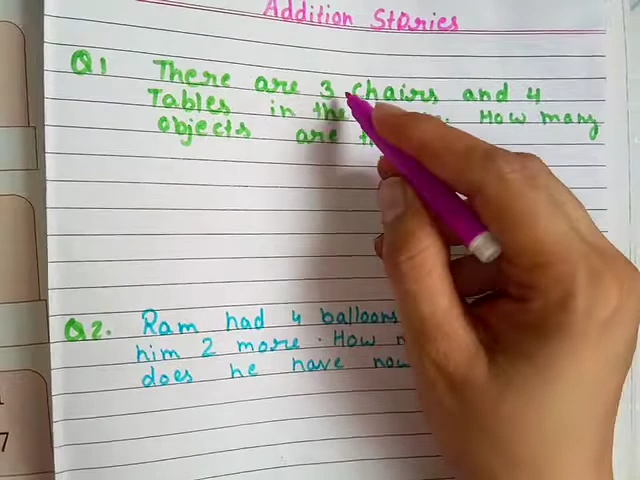 Addition Stories
Q1 There are 3 chairs and 4
Tables in the . How many
objects are
Q2. Ram had 4 balloons
him 2 more. How
does he have now
7